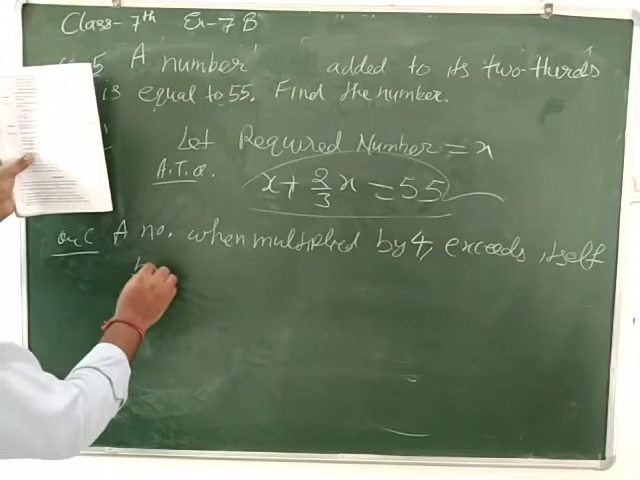 Class-7th Ex-7B
5 A number added to its two-thirds
is equal to 55. Find the number.
Let Required Number = x
A.T.Q.
x + 2/3 x = 55
A no. when multiplied by 4, exceeds itself